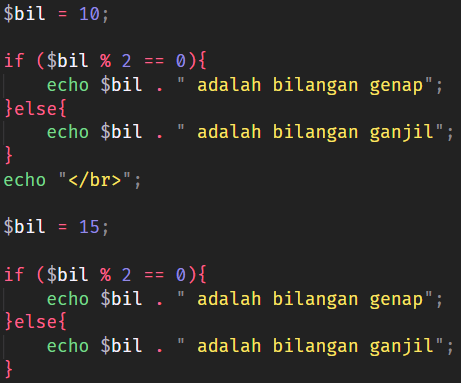 $bil = 10;
if ($bil % 2 == 0){
echo $bil . " adalah bilangan genap";
}else{
echo $bil . " adalah bilangan ganjil";
}
echo "</br>";
$bil = 15;
if ($bil % 2 == 0){
echo $bil . " adalah bilangan genap";
}else{
echo $bil . " adalah bilangan ganjil";
}